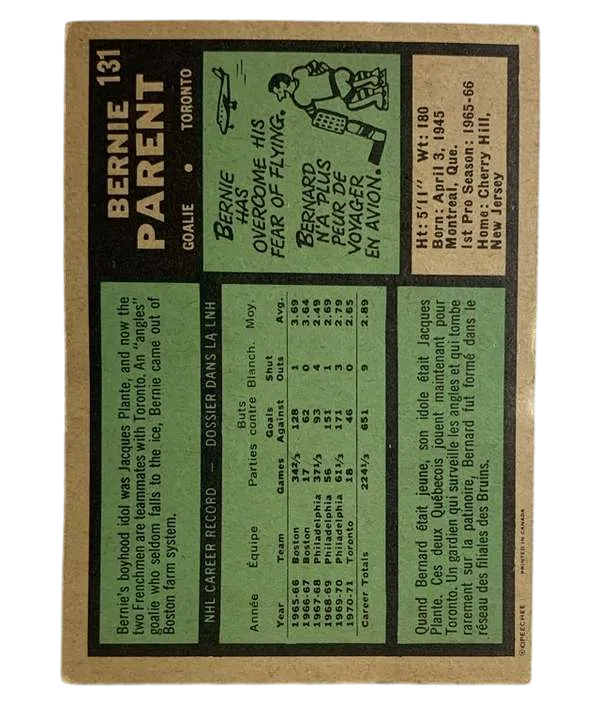 BERNIE 131
PARENT
GOALIE • TORONTO
Bernie's boyhood idol was Jacques Plante, and now the
two Frenchmen are teammates with Toronto. An "angles"
goalie who seldom falls to the ice, Bernie came out of
Boston farm system.
BERNIE
HAS
OVERCOME HIS
FEAR OF FLYING.
BERNARD
N'A PLUS
PEUR DE
VOYAGER
EN AVION.
NHL CAREER RECORD — DOSSIER DANS LA LNH
Buts
Année Équipe Parties contre Blanch. Moy.
Goals Shut
Year Team Games Against Outs Avg.
1965-66 Boston 34⅔ 128 1 3.69
1966-67 Boston 17 62 0 3.64
1967-68 Philadelphia 37⅓ 93 4 2.49
1968-69 Philadelphia 56 151 1 2.69
1969-70 Philadelphia 61⅓ 171 3 2.79
1970-71 Toronto 18 46 0 2.65
Career Totals 224⅓ 651 9 2.89
Ht: 5'11" Wt: 180
Born: April 3, 1945
Montreal, Que.
1st Pro Season: 1965-66
Home: Cherry Hill,
New Jersey
Quand Bernard était jeune, son idole était Jacques
Plante. Ces deux Québecois jouent maintenant pour
Toronto. Un gardien qui surveille les angles et qui tombe
rarement sur la patinoire, Bernard fut formé dans le
réseau des filiales des Bruins.
©OPEECHEE PRINTED IN CANADA